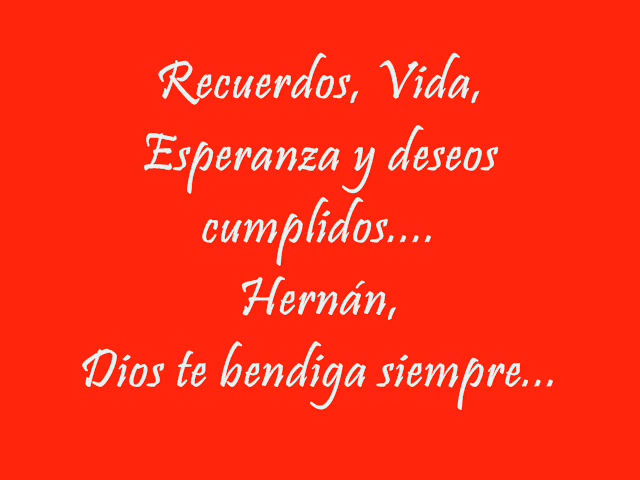 Recuerdos, Vida,
Esperanza y deseos
cumplidos....
Hernán,
Dios te bendiga siempre...